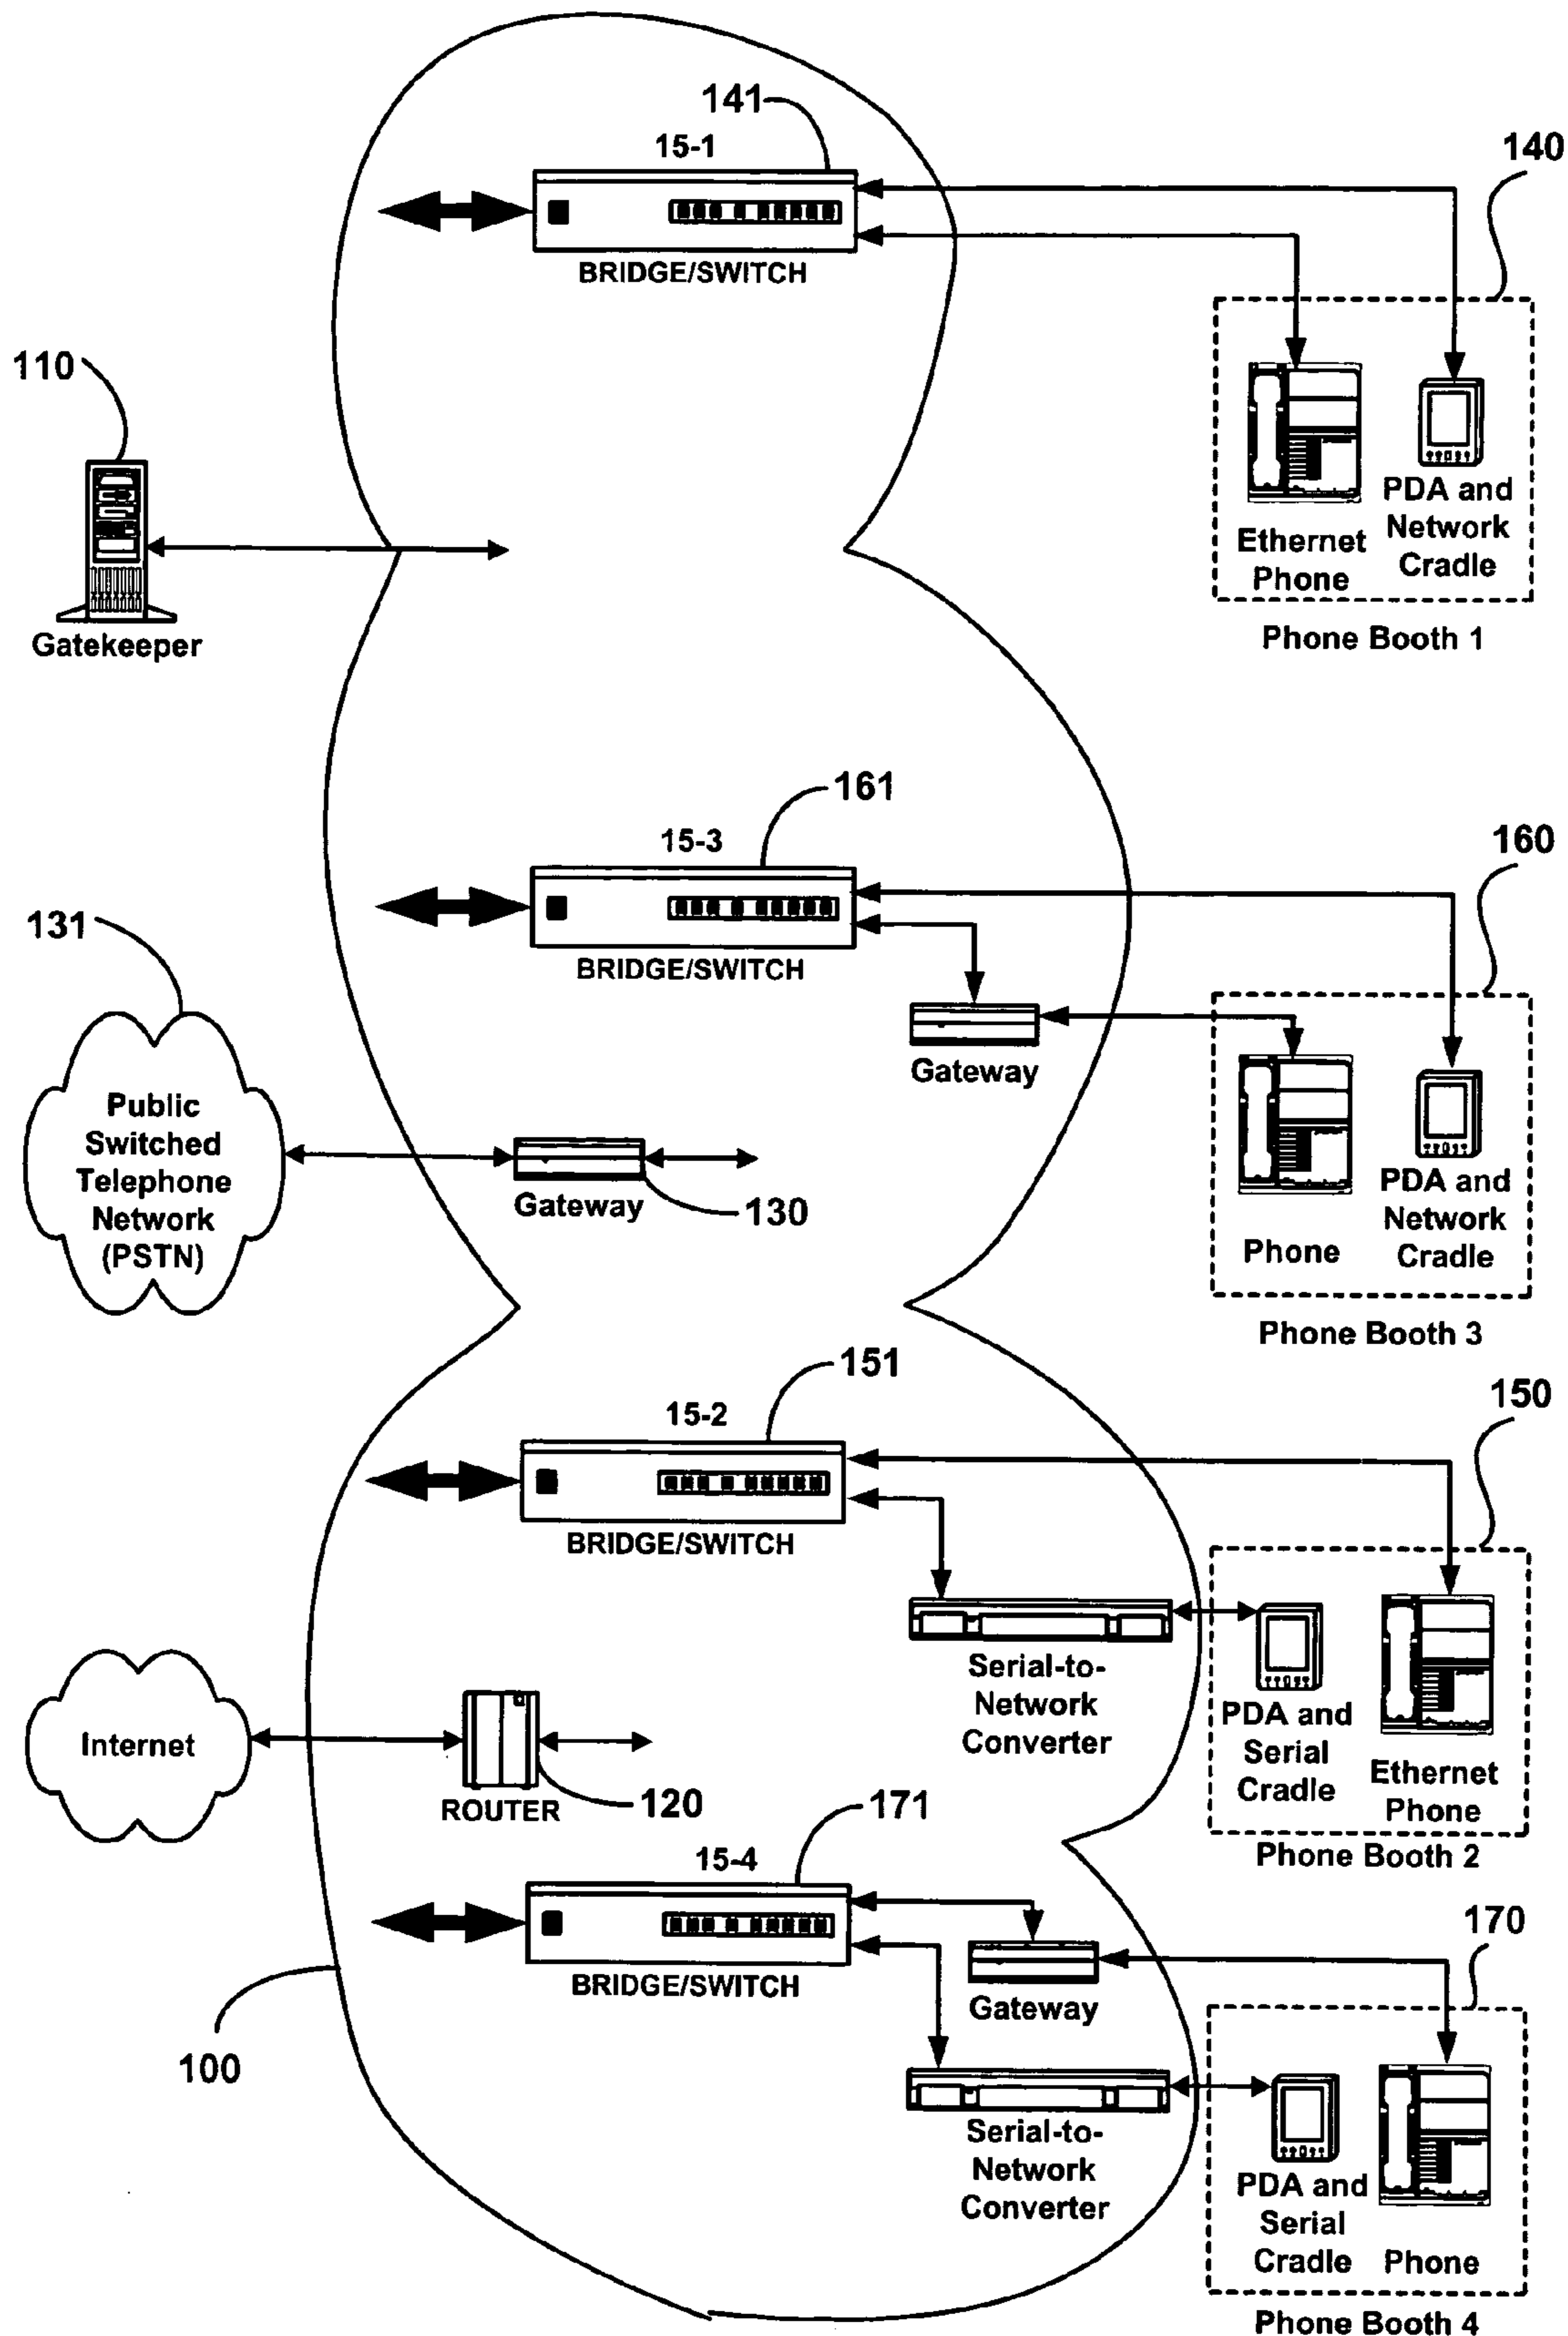 141
15-1
140
BRIDGE/SWITCH
110
Gatekeeper
Ethernet
Phone
PDA and
Network
Cradle
Phone Booth 1
161
15-3
160
BRIDGE/SWITCH
131
Gateway
Public
Switched
Telephone
Network
(PSTN)
Gateway
130
Phone
PDA and
Network
Cradle
Phone Booth 3
151
15-2
150
BRIDGE/SWITCH
Serial-to-
Network
Converter
PDA and
Serial
Cradle
Ethernet
Phone
Phone Booth 2
Internet
ROUTER
120
171
15-4
170
BRIDGE/SWITCH
Gateway
100
Serial-to-
Network
Converter
PDA and
Serial
Cradle
Phone
Phone Booth 4